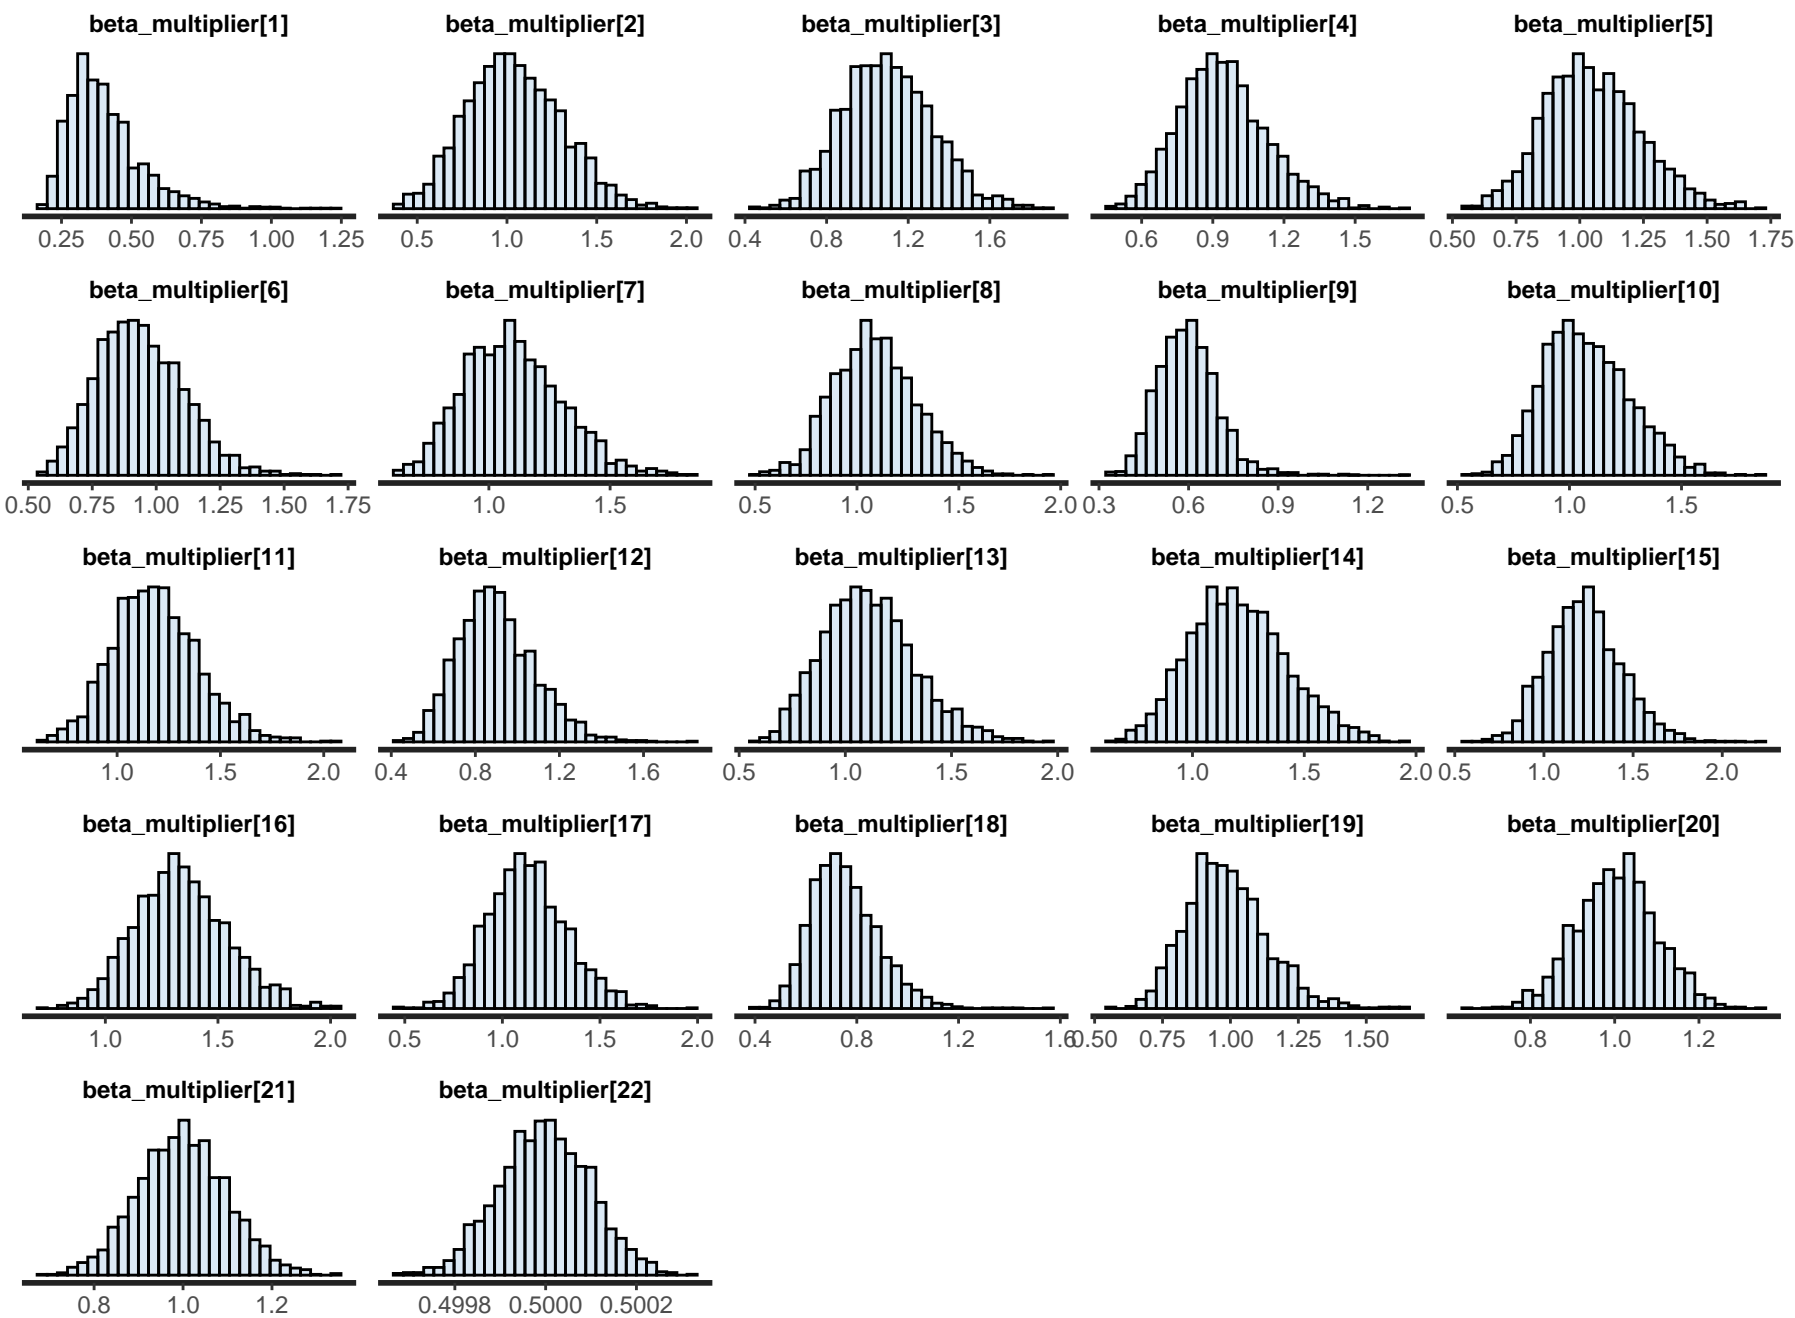 beta_multiplier[1] beta_multiplier[2] beta_multiplier[3] beta_multiplier[4] beta_multiplier[5]
0.25 0.50 0.75 1.00 1.25 0.5 1.0 1.5 2.0 0.4 0.8 1.2 1.6 0.6 0.9 1.2 1.5 0.50 0.75 1.00 1.25 1.50 1.75
beta_multiplier[6] beta_multiplier[7] beta_multiplier[8] beta_multiplier[9] beta_multiplier[10]
0.50 0.75 1.00 1.25 1.50 1.75 1.0 1.5 0.5 1.0 1.5 2.0 0.3 0.6 0.9 1.2 0.5 1.0 1.5
beta_multiplier[11] beta_multiplier[12] beta_multiplier[13] beta_multiplier[14] beta_multiplier[15]
1.0 1.5 2.0 0.4 0.8 1.2 1.6 0.5 1.0 1.5 2.0 1.0 1.5 2.0 0.5 1.0 1.5 2.0
beta_multiplier[16] beta_multiplier[17] beta_multiplier[18] beta_multiplier[19] beta_multiplier[20]
1.0 1.5 2.0 0.5 1.0 1.5 2.0 0.4 0.8 1.2 1.6 0.50 0.75 1.00 1.25 1.50 0.8 1.0 1.2
beta_multiplier[21] beta_multiplier[22]
0.8 1.0 1.2 0.4998 0.5000 0.5002